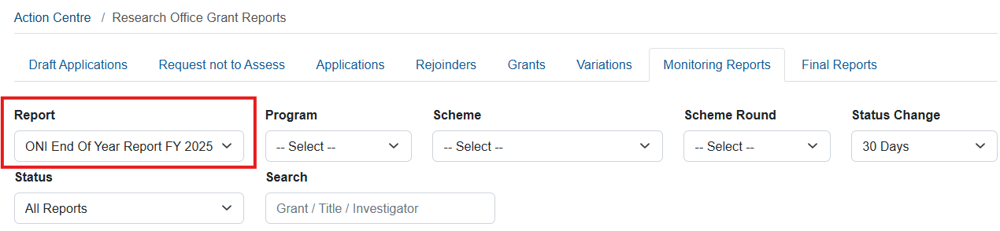 Action Centre / Research Office Grant Reports
Draft Applications Request not to Assess Applications Rejoinders Grants Variations Monitoring Reports Final Reports
Report Program Scheme Scheme Round Status Change
ONI End Of Year Report FY 2025 -- Select -- -- Select -- -- Select -- 30 Days
Status Search
All Reports Grant / Title / Investigator